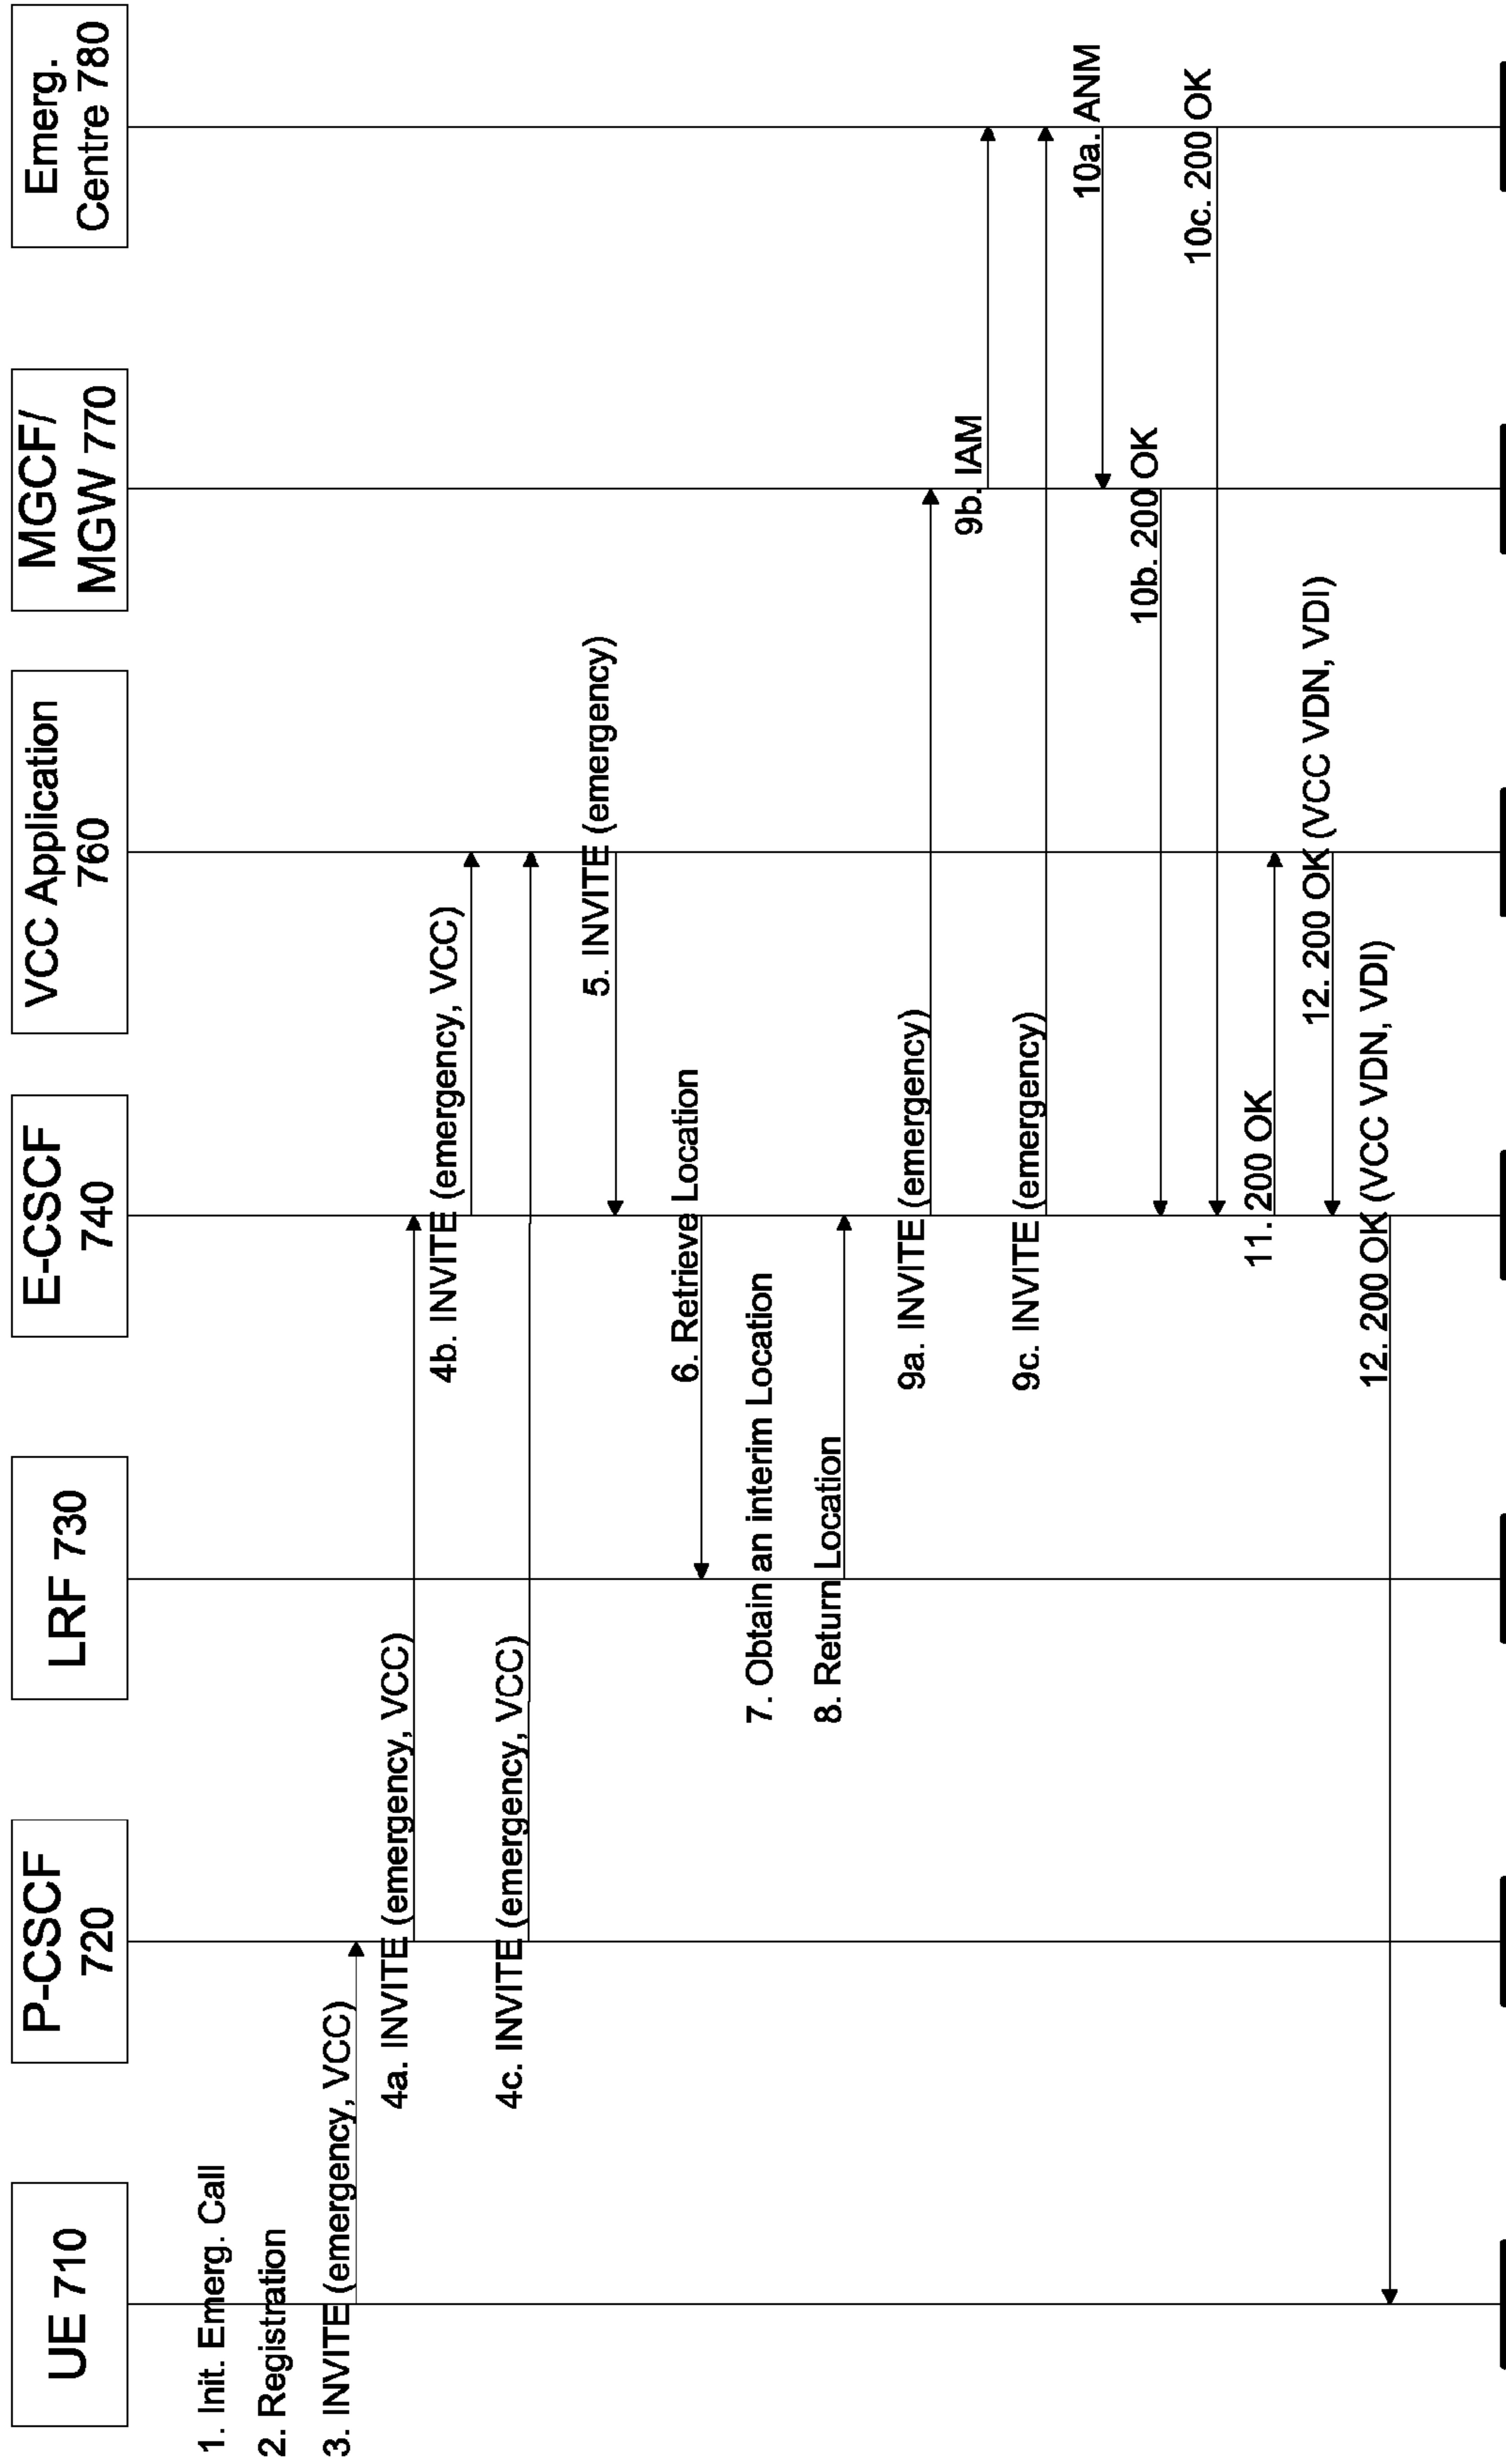 UE 710
P-CSCF
720
LRF 730
E-CSCF
740
VCC Application
760
MGCF/
MGW 770
Emerg.
Centre 780
1. Init. Emerg. Call
2. Registration
3. INVITE (emergency, VCC)
4a. INVITE (emergency, VCC)
4b. INVITE (emergency, VCC)
4c. INVITE (emergency, VCC)
5. INVITE (emergency)
6. Retrieve Location
7. Obtain an interim Location
8. Return Location
9a. INVITE (emergency)
9b. IAM
9c. INVITE (emergency)
10a. ANM
10b. 200 OK
10c. 200 OK
11. 200 OK
12. 200 OK (VCC VDN, VDI)
12. 200 OK (VCC VDN, VDI)